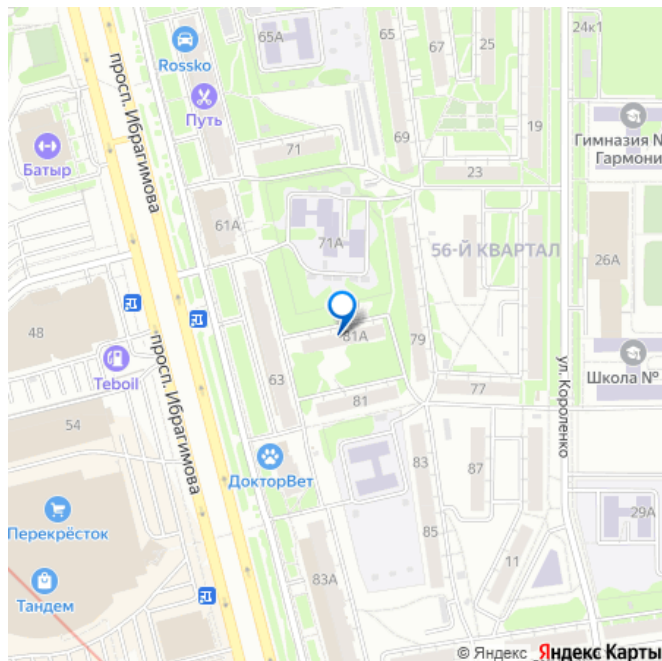 24к1
65А
65
67
25
Rossko
просп. Ибрагимова
Путь
19
Гимназия №
Гармони
Батыр
69
71
23
61А
71А
56-Й КВАРТАЛ
26А
48
81А
79
Teboil
63
Школа №
77
просп. Ибрагимова
ул. Короленко
81
54
83
87
ДокторВет
Перекрёсток
29А
85
11
Тандем
83А
© Яндекс Яндекс Карты